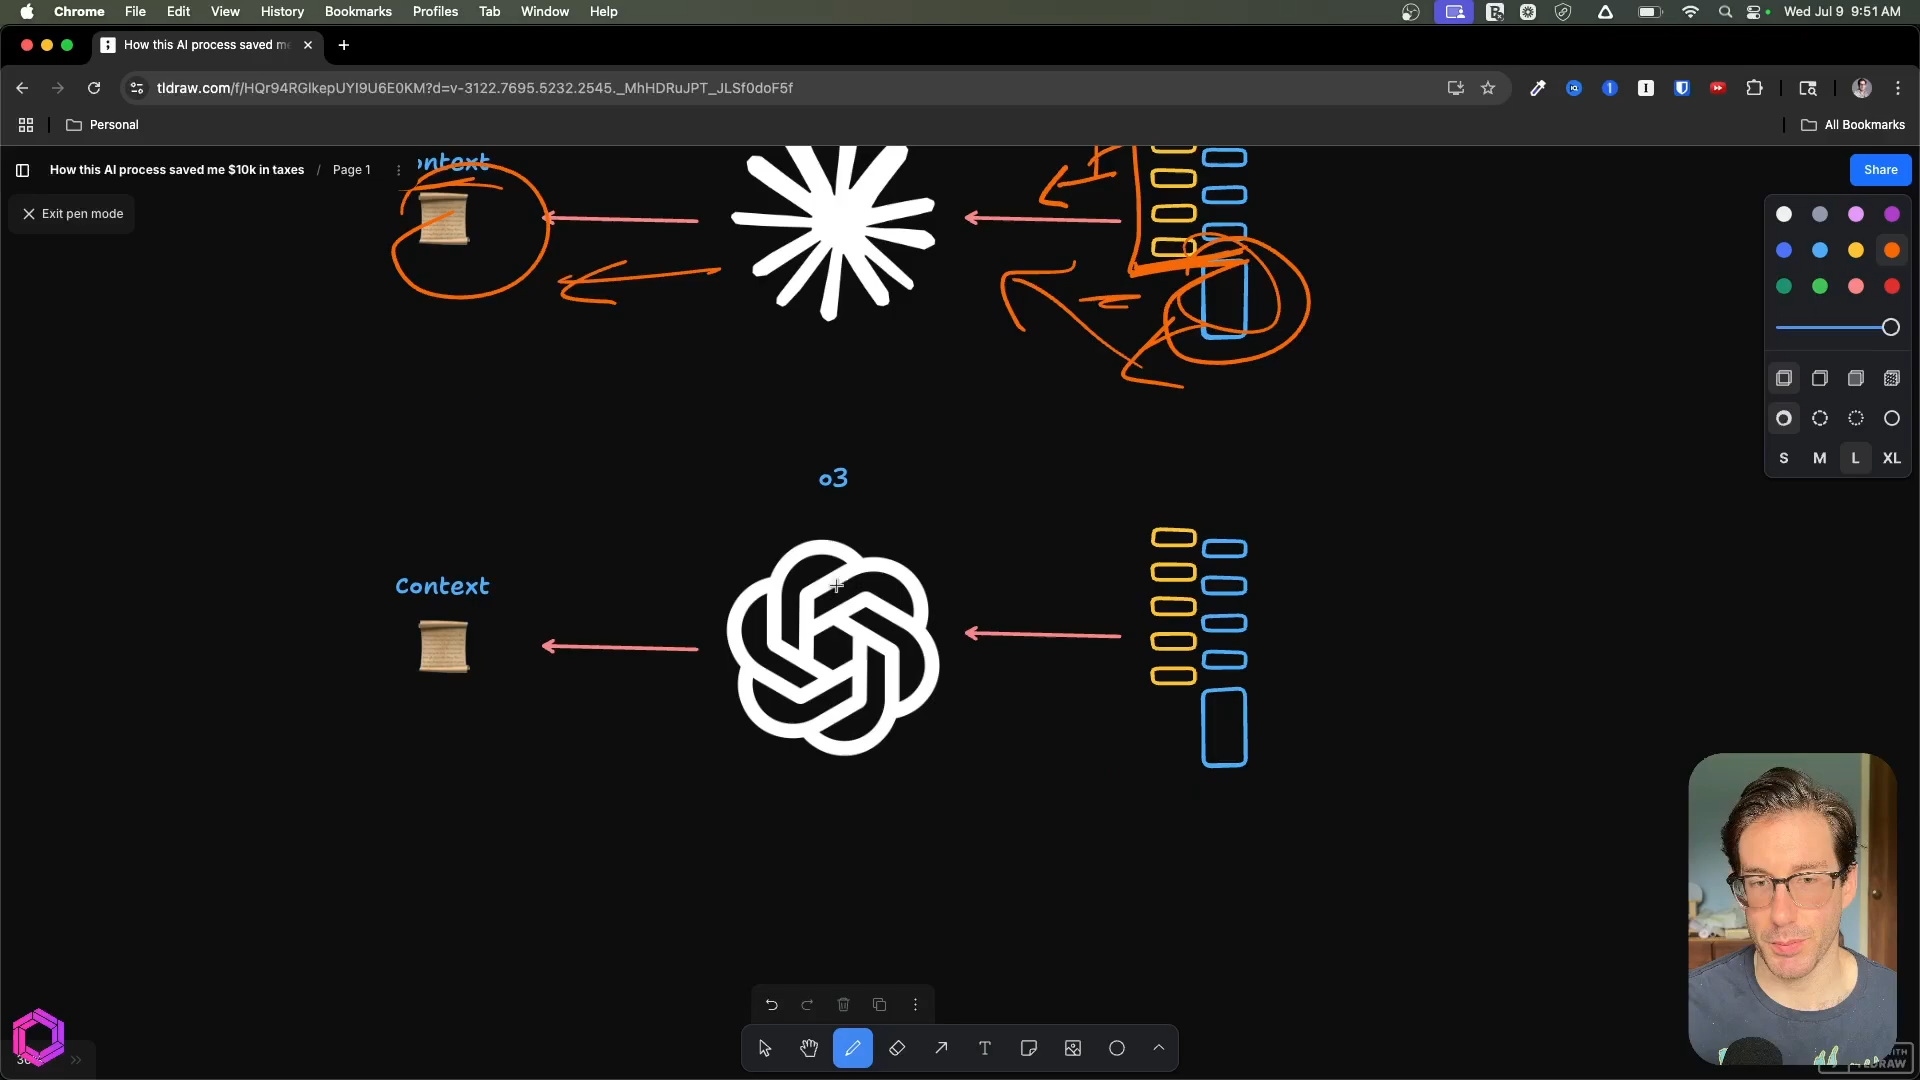 Chrome File Edit View History Bookmarks Profiles Tab Window Help Wed Jul 9 9:51 AM
How this AI process saved me
tldraw.com/f/HQr94RGlkepUYI9U6E0KM?d=v-3122.7695.5232.2545._MhHDRuJPT_JLSf0doF5f
Personal All Bookmarks
How this AI process saved me $10k in taxes / Page 1 Share
Exit pen mode
S M L XL
o3
Context